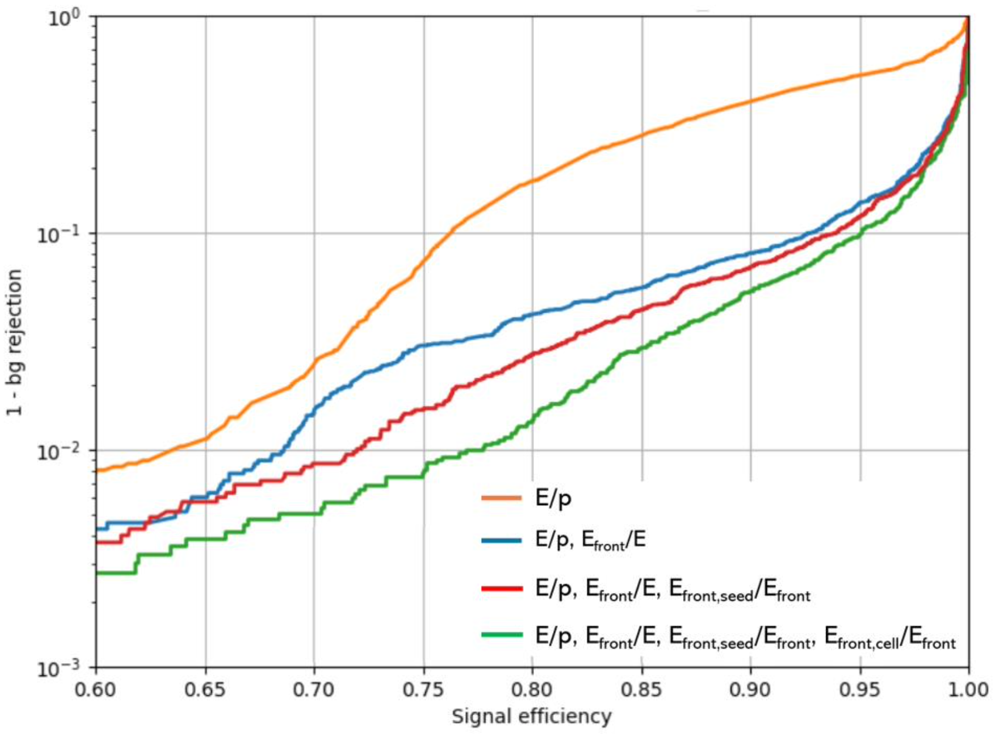 10⁰
10⁻¹
10⁻²
10⁻³
1 - bg rejection
E/p
E/p, E_front/E
E/p, E_front/E, E_front,seed/E_front
E/p, E_front/E, E_front,seed/E_front, E_front,cell/E_front
0.60 0.65 0.70 0.75 0.80 0.85 0.90 0.95 1.00
Signal efficiency